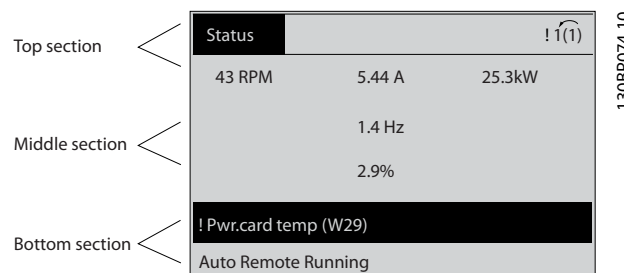 Top section
Status
! 1(1)
43 RPM 5.44 A 25.3kW
Middle section
1.4 Hz
2.9%
! Pwr.card temp (W29)
Bottom section
Auto Remote Running
130BP074.10